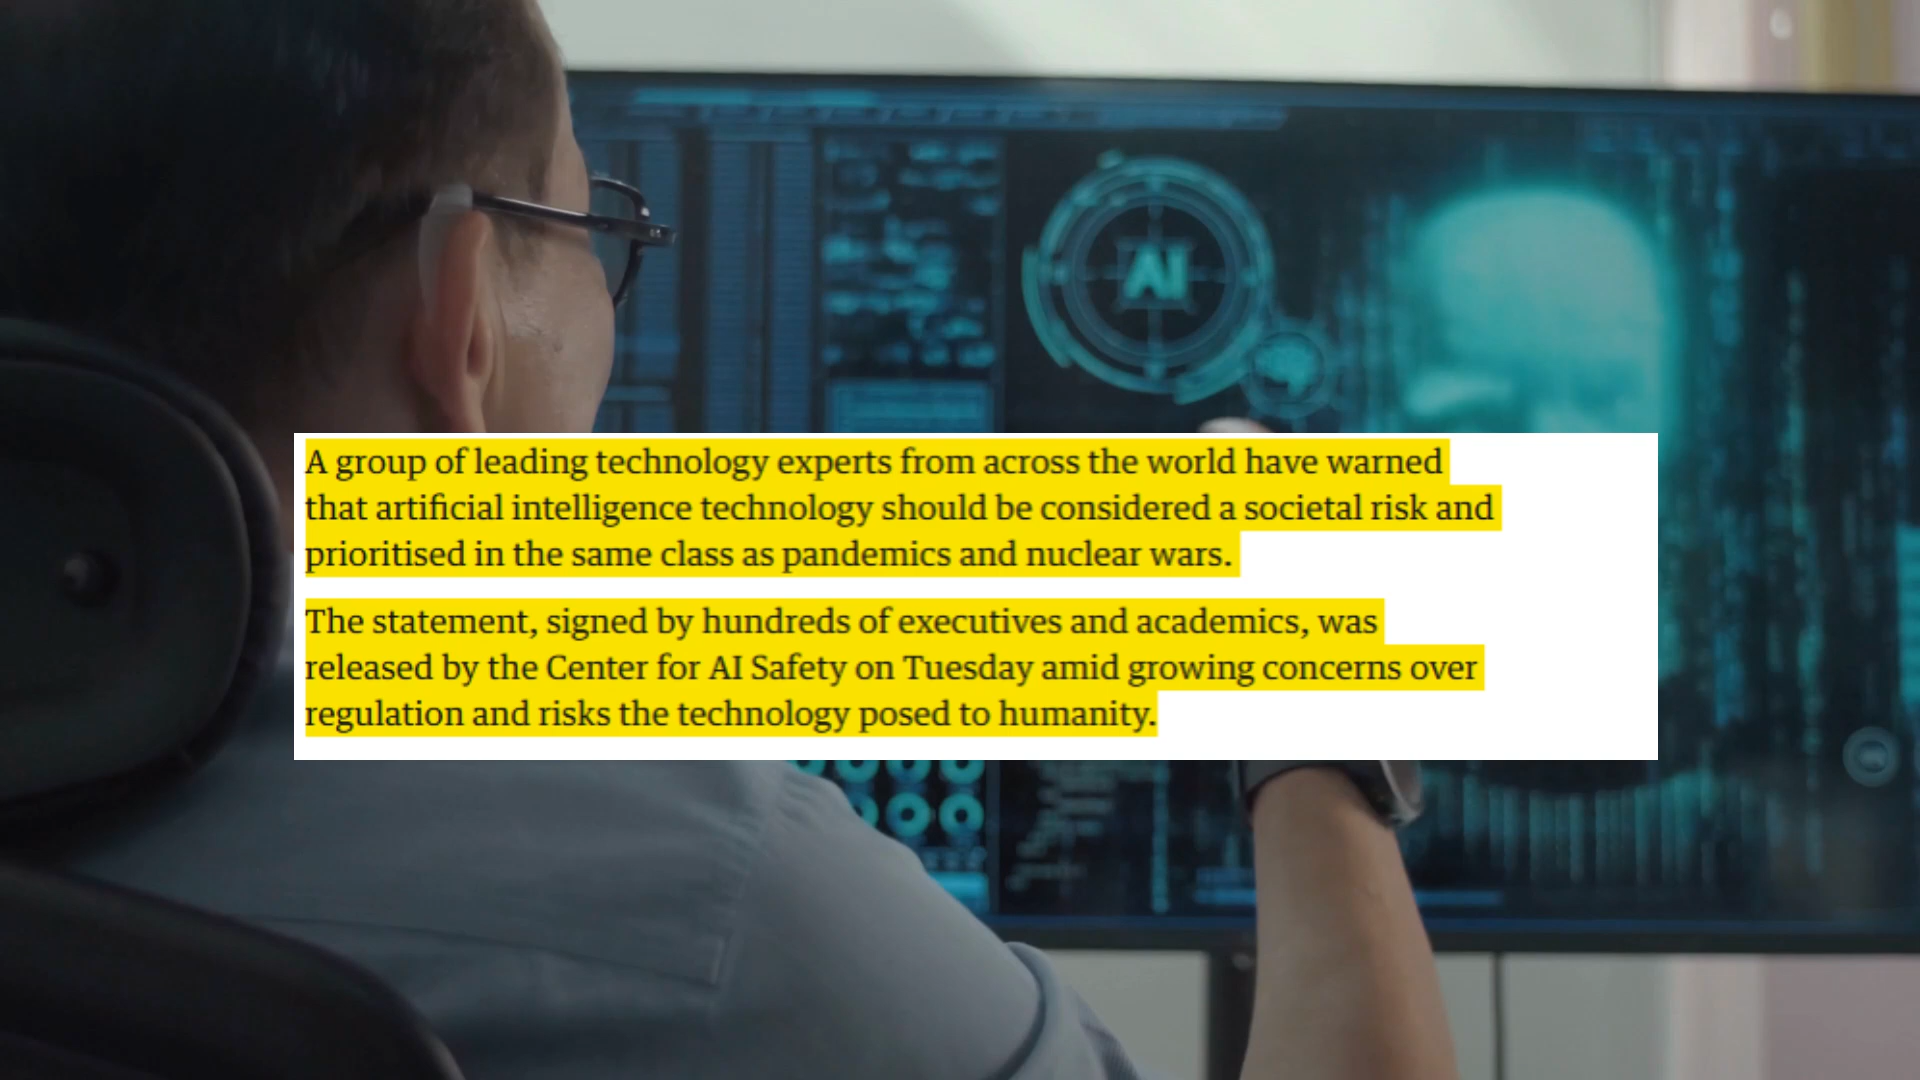 AI
A group of leading technology experts from across the world have warned
that artificial intelligence technology should be considered a societal risk and
prioritised in the same class as pandemics and nuclear wars.
The statement, signed by hundreds of executives and academics, was
released by the Center for AI Safety on Tuesday amid growing concerns over
regulation and risks the technology posed to humanity.